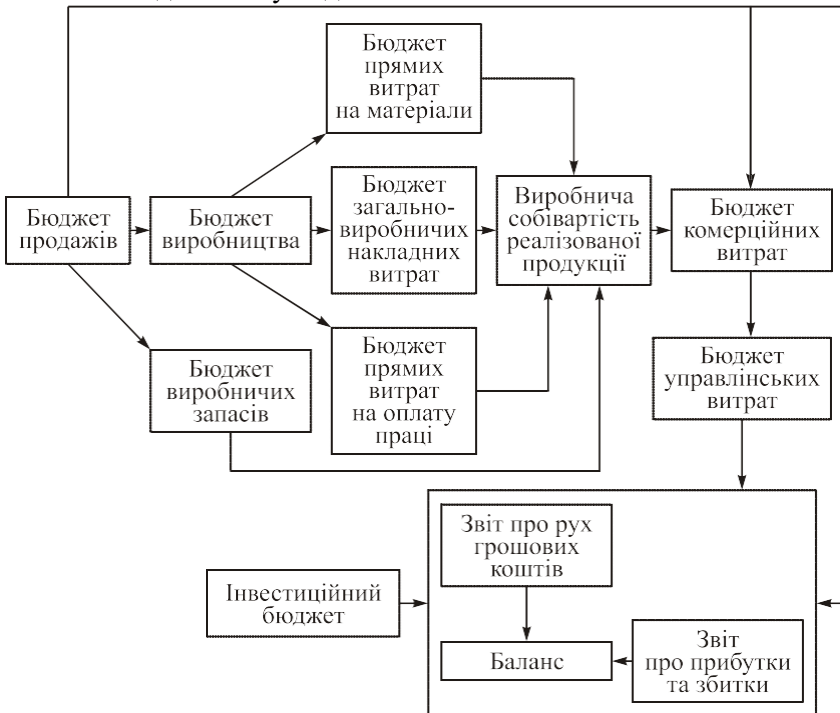 Бюджет
прямих
витрат
на матеріали
Бюджет
продажів
Бюджет
виробництва
Бюджет
загально-
виробничих
накладних
витрат
Виробнича
собівартість
реалізованої
продукції
Бюджет
комерційних
витрат
Бюджет
виробничих
запасів
Бюджет
прямих
витрат
на оплату
праці
Бюджет
управлінських
витрат
Інвестиційний
бюджет
Звіт про рух
грошових
коштів
Баланс
Звіт
про прибутки
та збитки